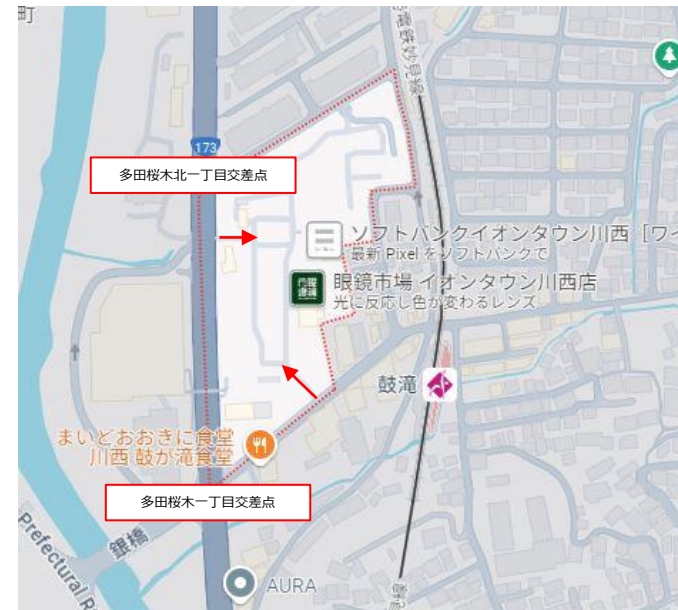 町
173
多田桜木北一丁目交差点
ソフトバンクイオンタウン川西［ワイ
最新 Pixel をソフトバンクで
眼鏡市場 イオンタウン川西店
光に反応し色が変わるレンズ
鼓滝
まいどおおきに食堂
川西 鼓が滝食堂
多田桜木一丁目交差点
銀橋
Prefectural R
AURA